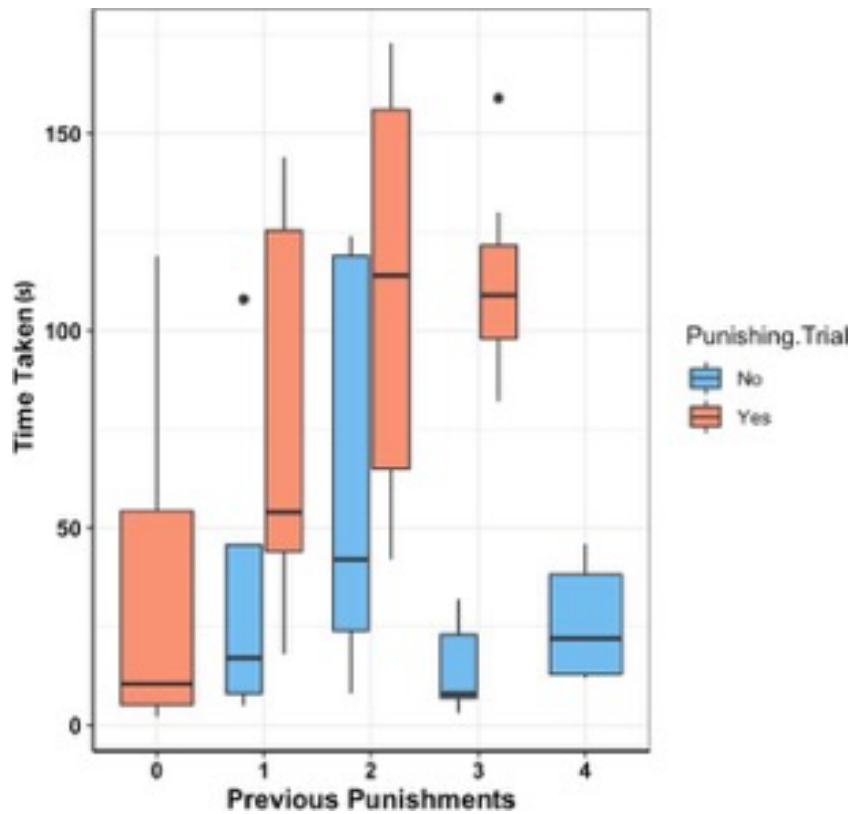 150
100
50
0
Time Taken (s)
0 1 2 3 4
Previous Punishments
Punishing.Trial
No
Yes